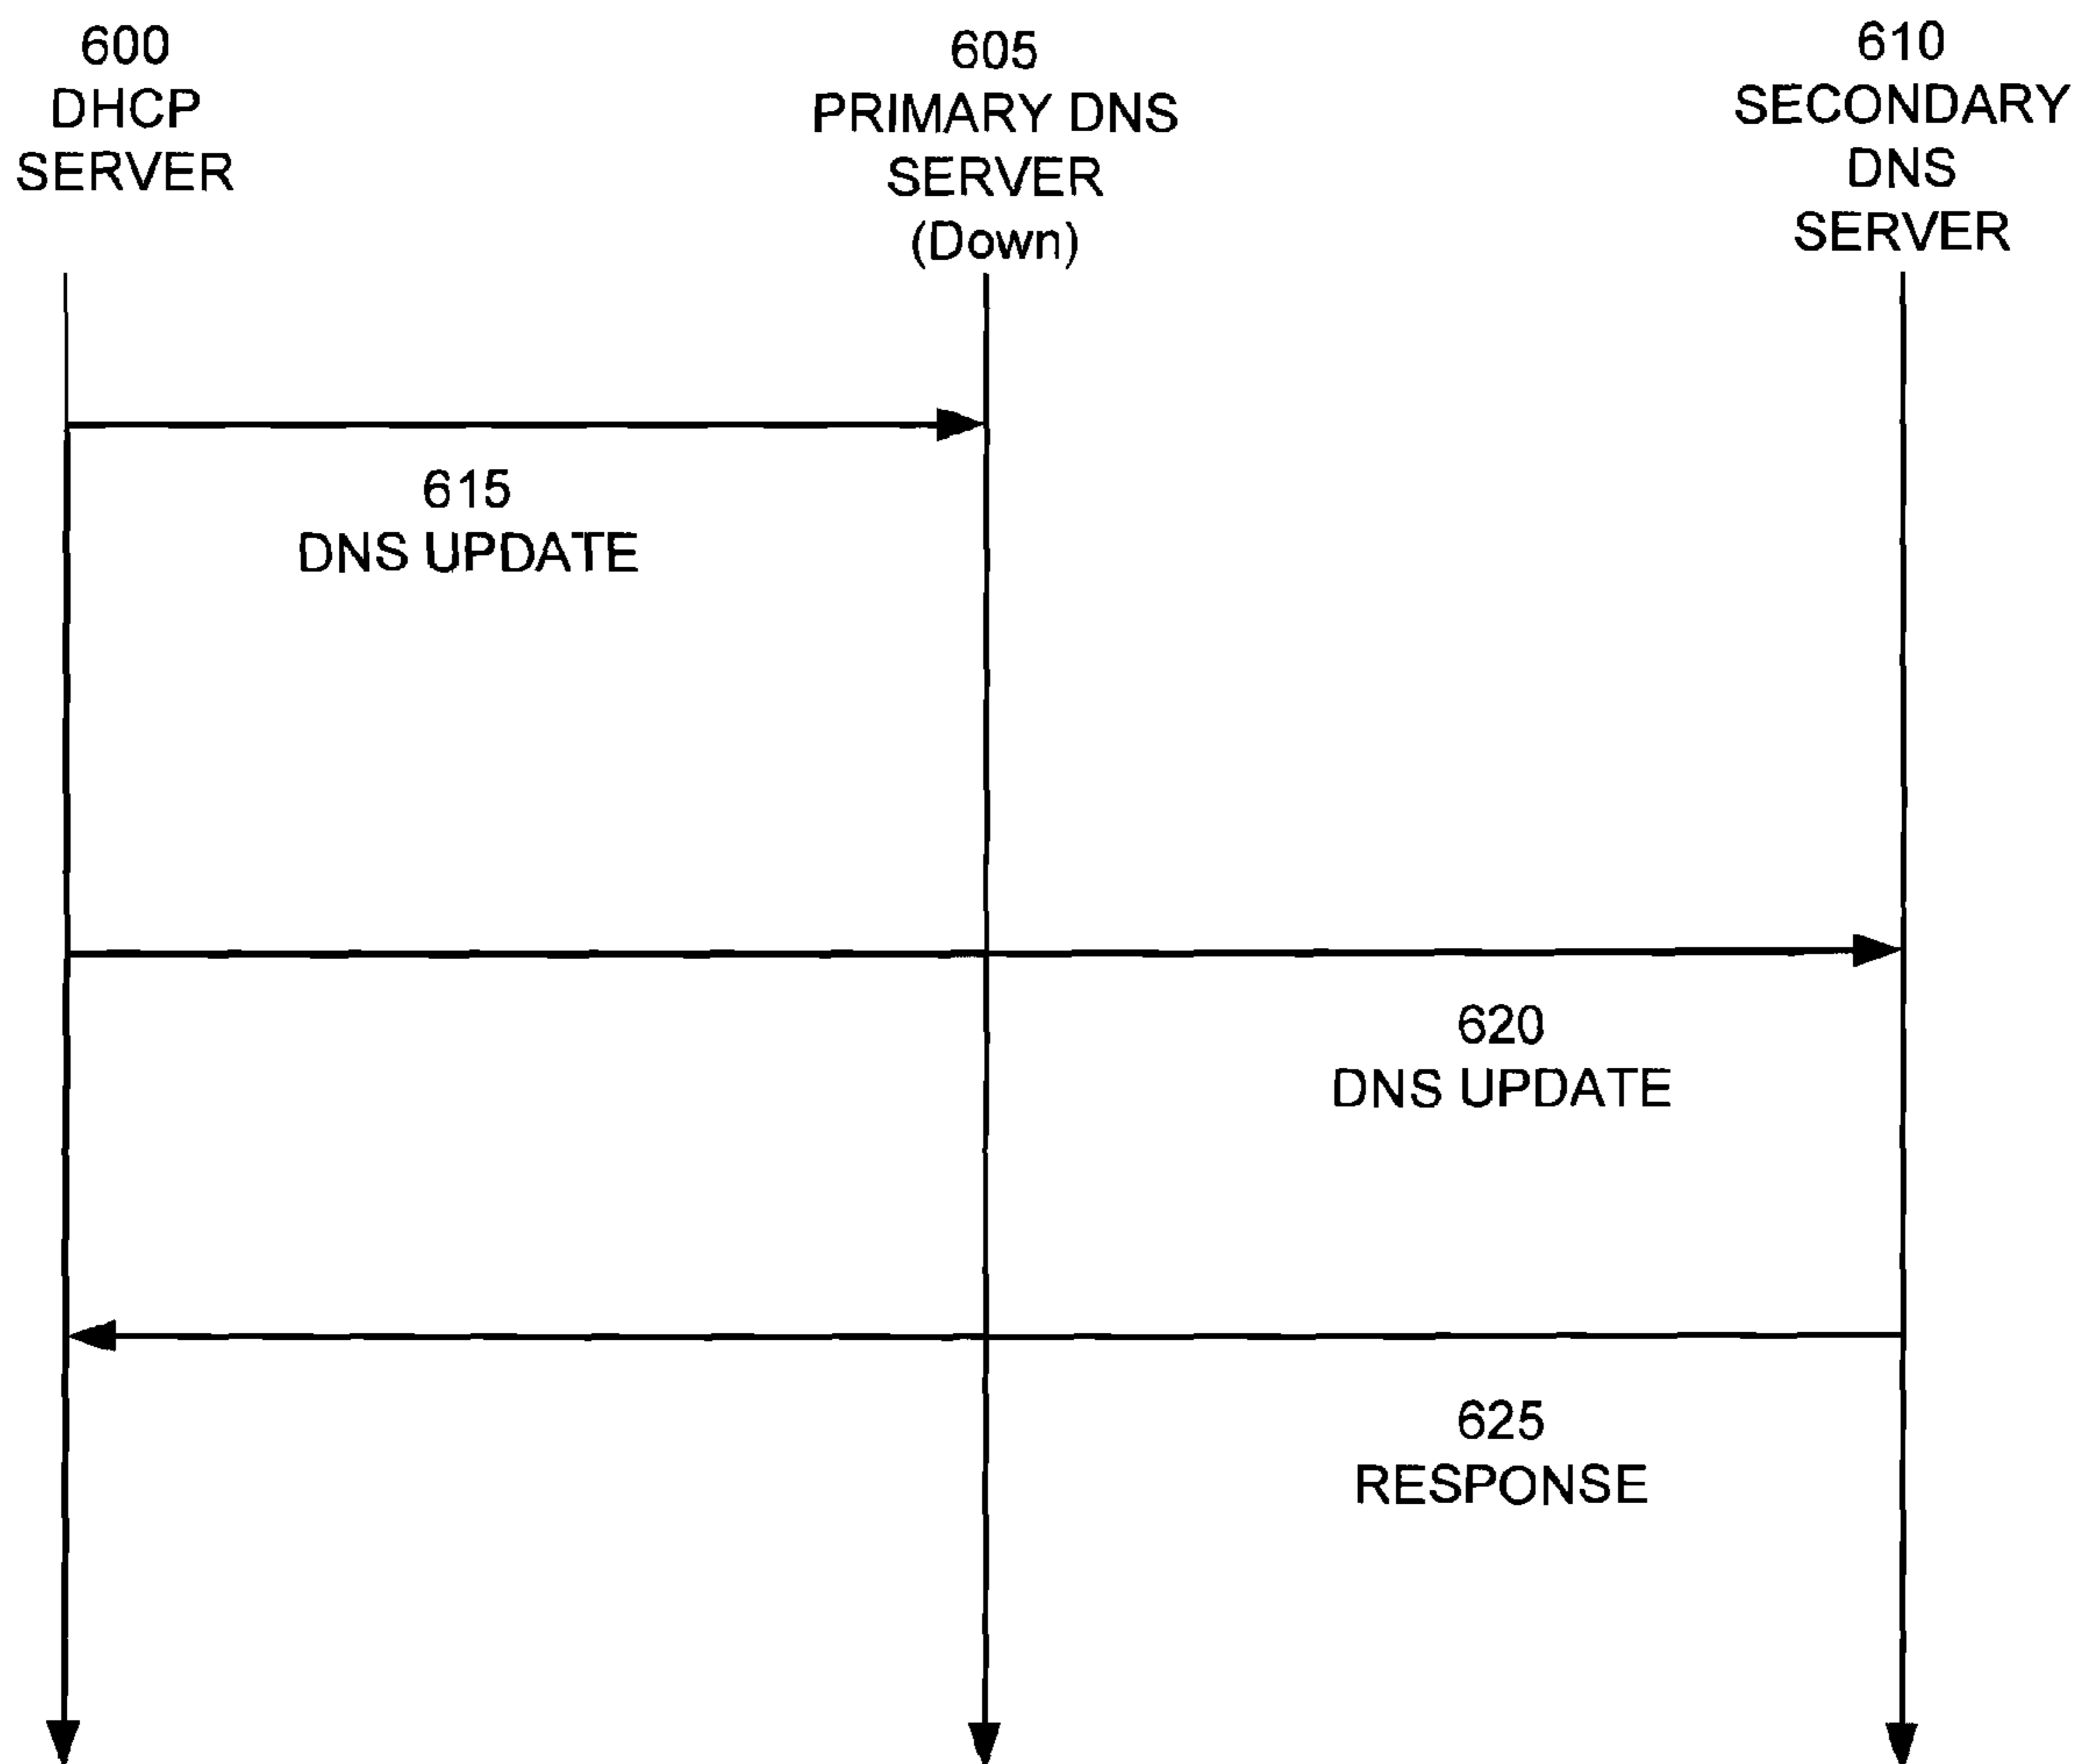 600
DHCP
SERVER
605
PRIMARY DNS
SERVER
(Down)
610
SECONDARY
DNS
SERVER
615
DNS UPDATE
620
DNS UPDATE
625
RESPONSE